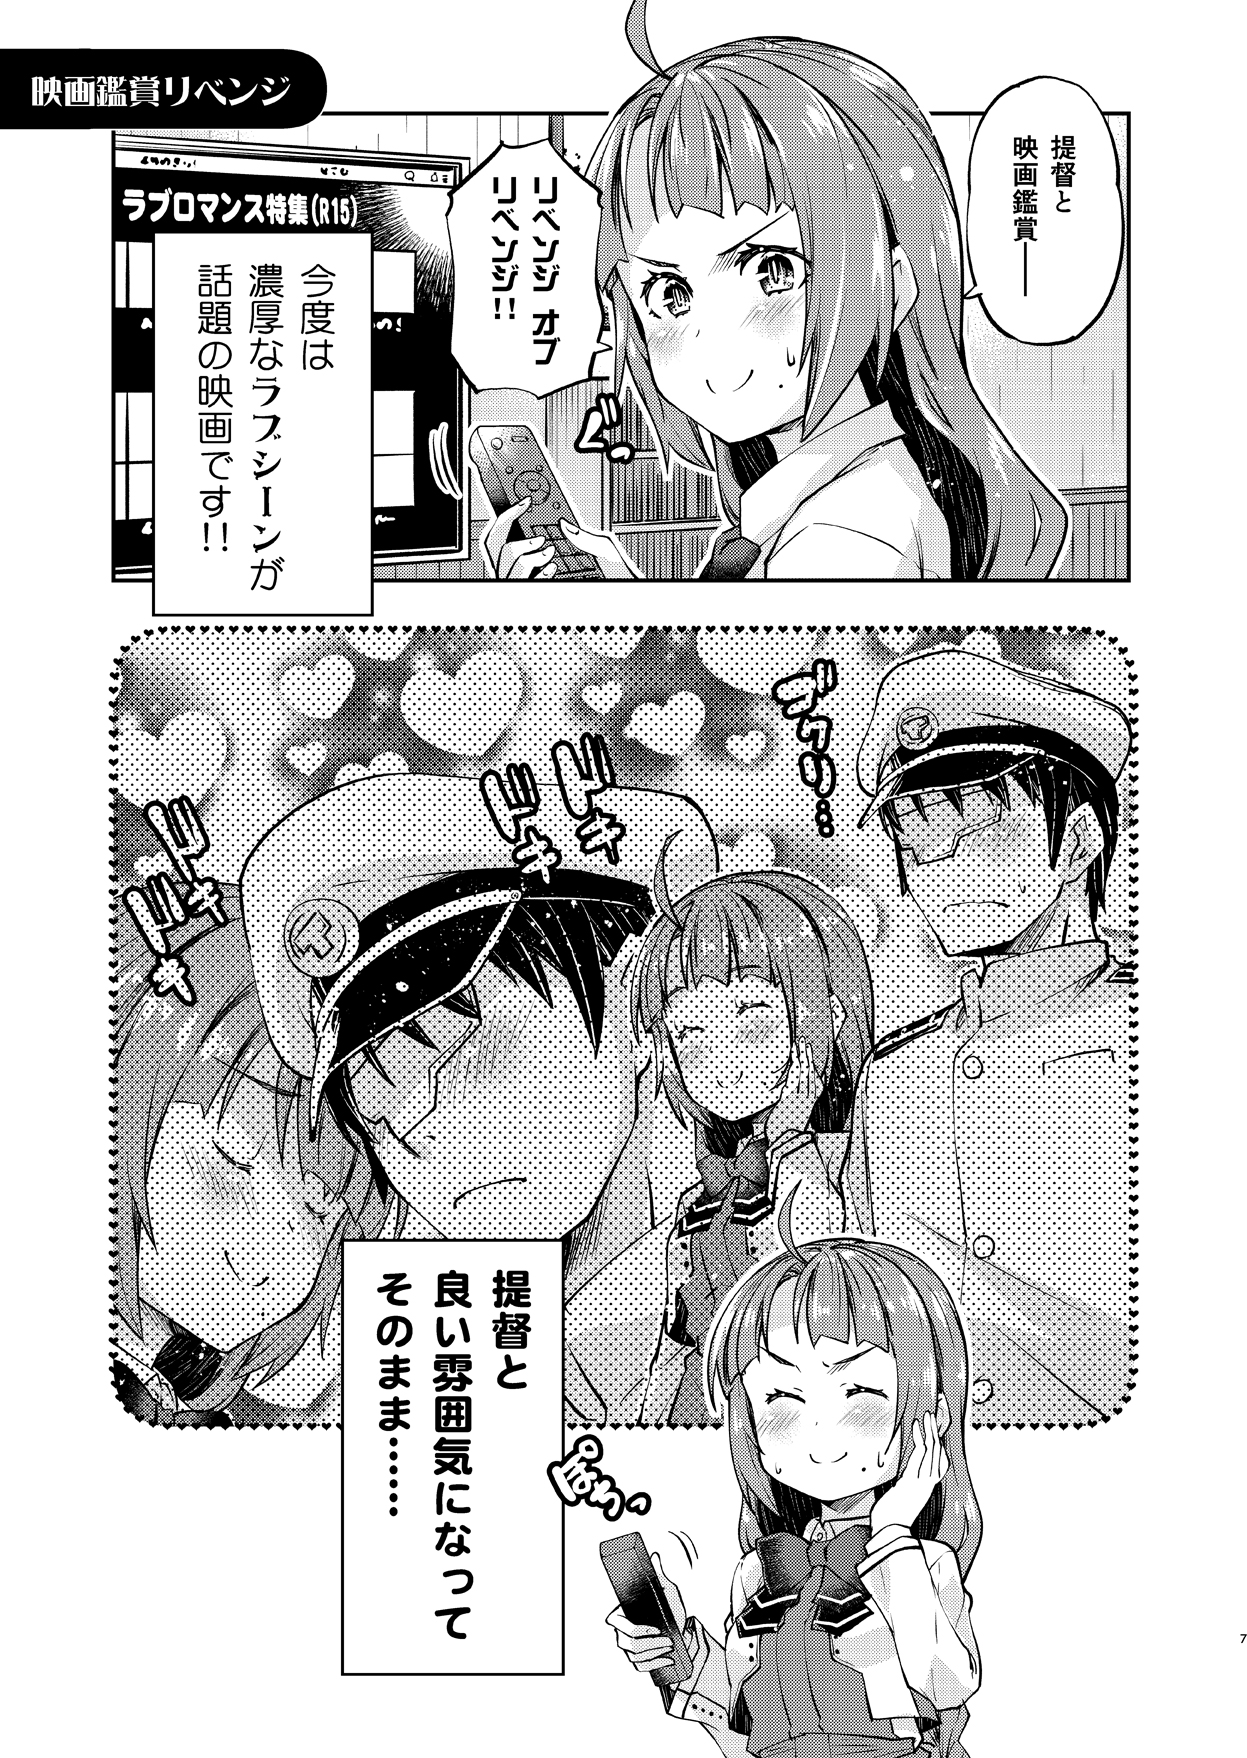 映画鑑賞リベンジ
提督と
映画鑑賞――
リベンジ オブ
リベンジ!!
ラブロマンス特集(R15)
今度は
濃厚なラブシーンが
話題の映画です!!
ぐっ
ゴクリ…
ドキ
ドキ
ドキ
ドキ
提督と
良い雰囲気になって
そのまま……
ぽちっ
7